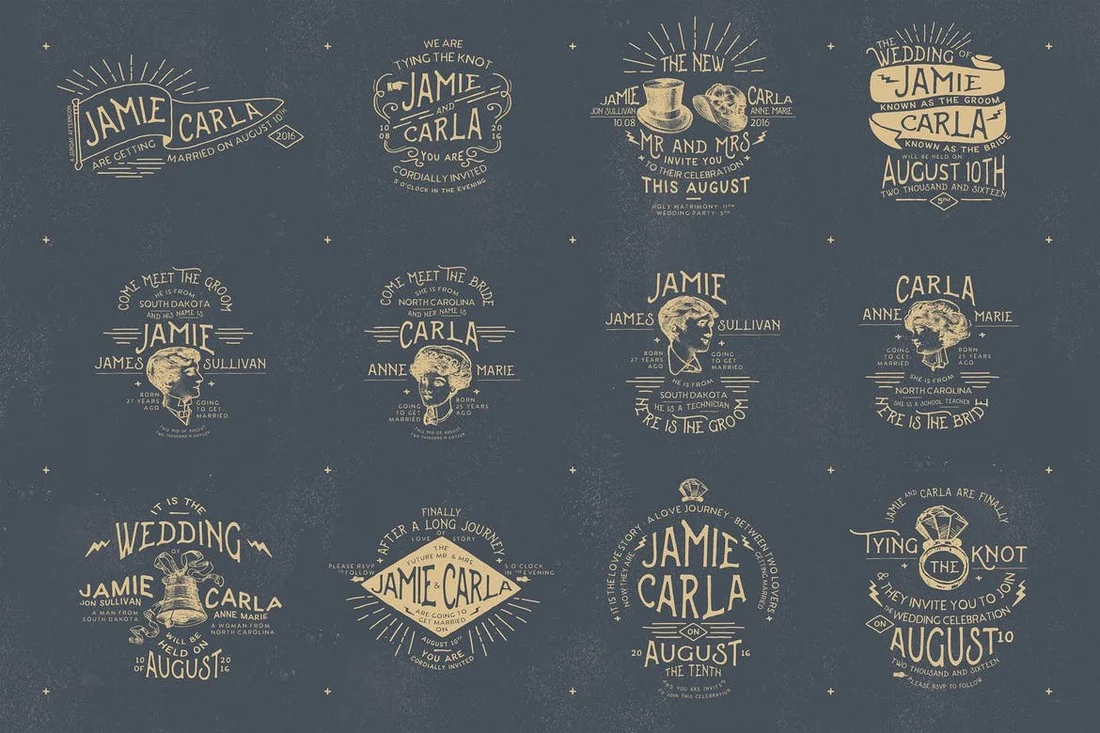 A SUNDAY AFTERNOON
JAMIE CARLA
ARE GETTING MARRIED ON AUGUST 10TH
2016
WE ARE
TYING THE KNOT
JAMIE
AND
CARLA
10 20
08 16
YOU ARE
CORDIALLY INVITED
5 O'CLOCK IN THE EVENING
THE NEW
JAMIE CARLA
JON SULLIVAN ANNE MARIE
10.08 2016
MR AND MRS
INVITE YOU
TO THEIR CELEBRATION
THIS AUGUST
HOLY MATRIMONY 11AM
WEDDING PARTY 5PM
THE WEDDING OF
JAMIE
KNOWN AS THE GROOM
CARLA
KNOWN AS THE BRIDE
WILL BE HELD ON
AUGUST 10TH
TWO THOUSAND AND SIXTEEN
5PM
COME MEET THE GROOM
HE IS FROM
SOUTH DAKOTA
AND HIS NAME IS
JAMIE
JAMES SULLIVAN
BORN
27 YEARS
AGO
GOING
TO GET
MARRIED
COME MEET THE BRIDE
SHE IS FROM
NORTH CAROLINA
AND HER NAME IS
CARLA
ANNE MARIE
GOING
TO GET
MARRIED
BORN
25 YEARS
AGO
JAMIE
JAMES SULLIVAN
BORN
27 YEARS
AGO
GOING
TO GET
MARRIED
HE IS FROM
SOUTH DAKOTA
HE IS A TECHNICIAN
HERE IS THE GROOM
CARLA
ANNE MARIE
GOING
TO GET
MARRIED
BORN
25 YEARS
AGO
SHE IS FROM
NORTH CAROLINA
SHE IS A SCHOOL TEACHER
HERE IS THE BRIDE
IT IS THE
WEDDING
OF
JAMIE CARLA
JON SULLIVAN ANNE MARIE
A MAN FROM
SOUTH DAKOTA
A WOMAN FROM
NORTH CAROLINA
WILL BE
HELD ON
10 OF AUGUST 20 16
FINALLY
AFTER A LONG JOURNEY
LOVE STORY
THE
FUTURE MR & MRS
PLEASE RSVP
TO FOLLOW
5 O'CLOCK
IN THE EVENING
JAMIE & CARLA
ARE GOING TO
GET MARRIED
ON
AUGUST 10TH
YOU ARE
CORDIALLY INVITED
IT IS THE LOVE STORY · A LOVE JOURNEY · BETWEEN TWO LOVERS
NOW THEY ARE
GETTING MARRIED
JAMIE
CARLA
ON
20 AUGUST 16
THE TENTH
AND YOU ARE INVITED
TO JOIN THIS CELEBRATION
JAMIE AND CARLA ARE FINALLY
TYING THE KNOT
& THEY INVITE YOU TO JOIN
THE WEDDING CELEBRATION
ON
AUGUST 10
TWO THOUSAND AND SIXTEEN
PLEASE RSVP TO FOLLOW